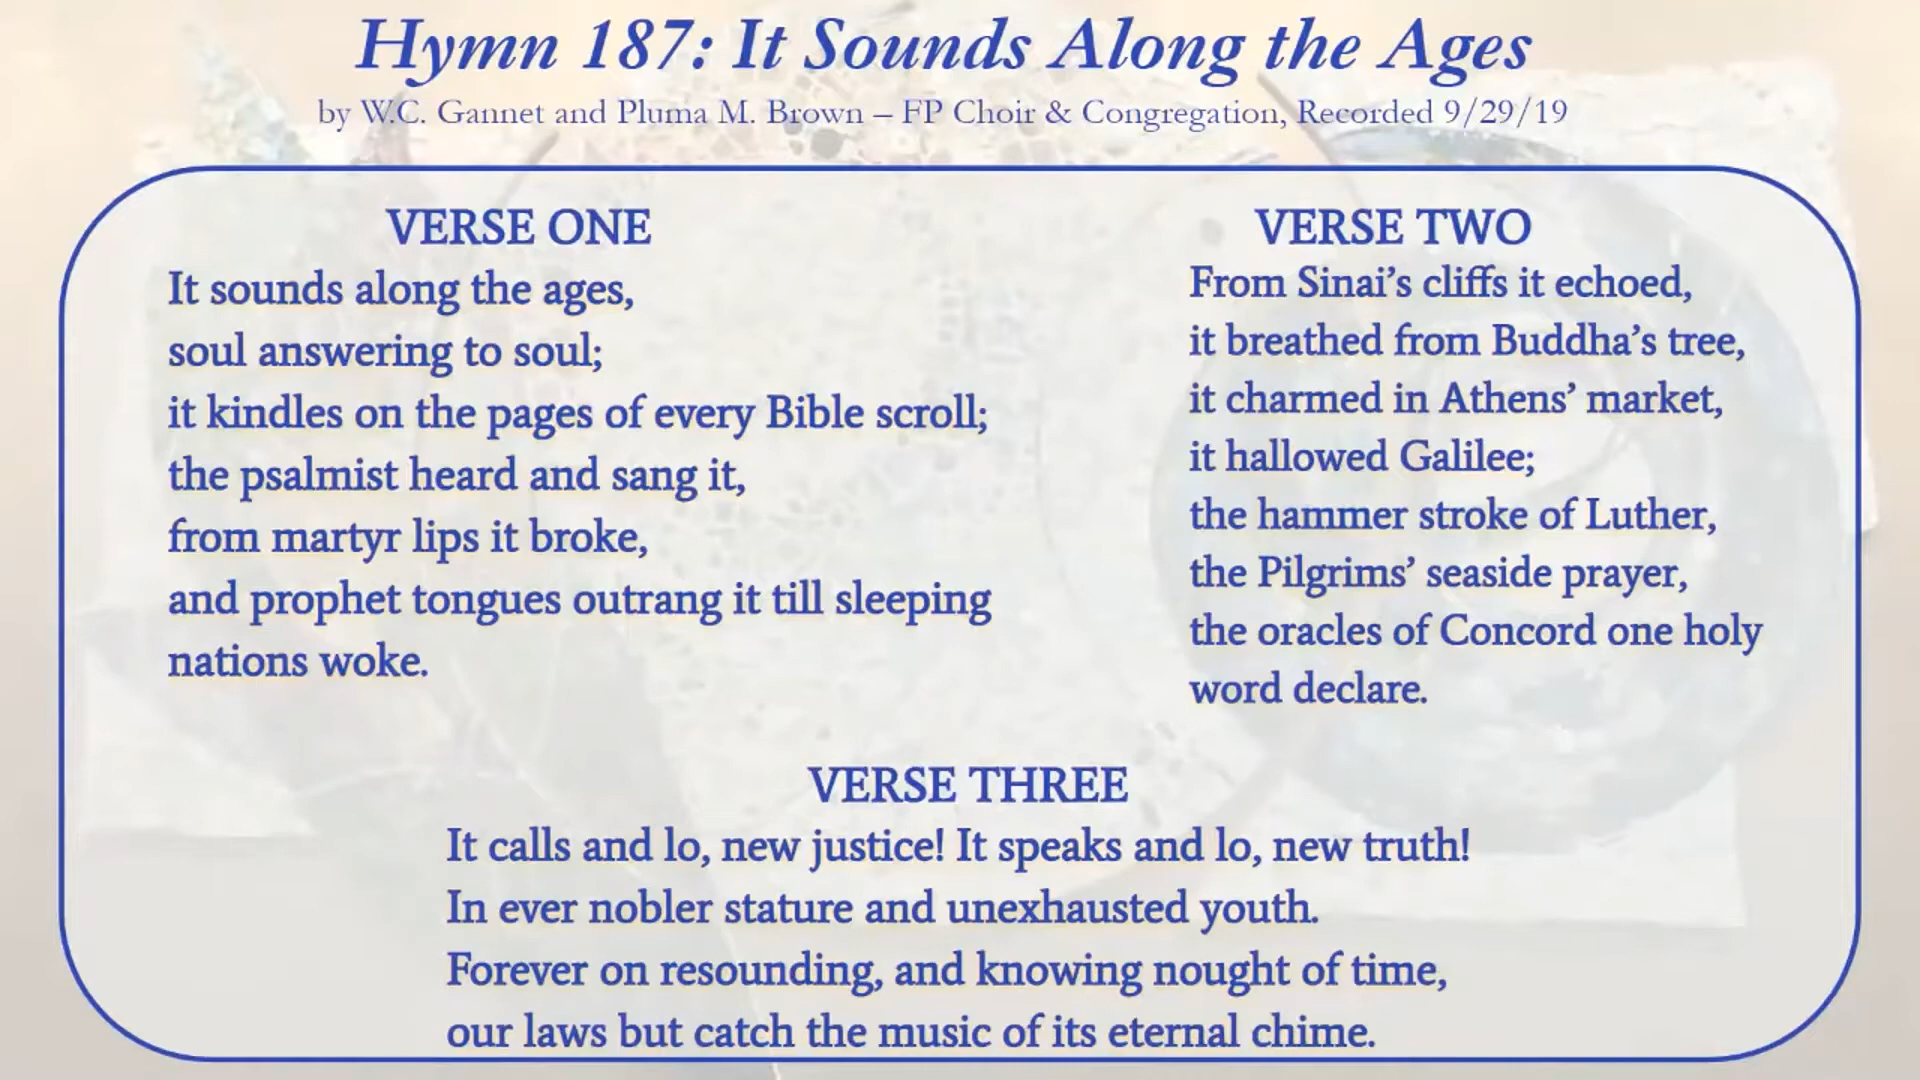 Hymn 187: It Sounds Along the Ages
by W.C. Gannet and Pluma M. Brown – FP Choir & Congregation, Recorded 9/29/19
VERSE ONE
It sounds along the ages,
soul answering to soul;
it kindles on the pages of every Bible scroll;
the psalmist heard and sang it,
from martyr lips it broke,
and prophet tongues outrang it till sleeping
nations woke.
VERSE TWO
From Sinai’s cliffs it echoed,
it breathed from Buddha’s tree,
it charmed in Athens’ market,
it hallowed Galilee;
the hammer stroke of Luther,
the Pilgrims’ seaside prayer,
the oracles of Concord one holy
word declare.
VERSE THREE
It calls and lo, new justice! It speaks and lo, new truth!
In ever nobler stature and unexhausted youth.
Forever on resounding, and knowing nought of time,
our laws but catch the music of its eternal chime.